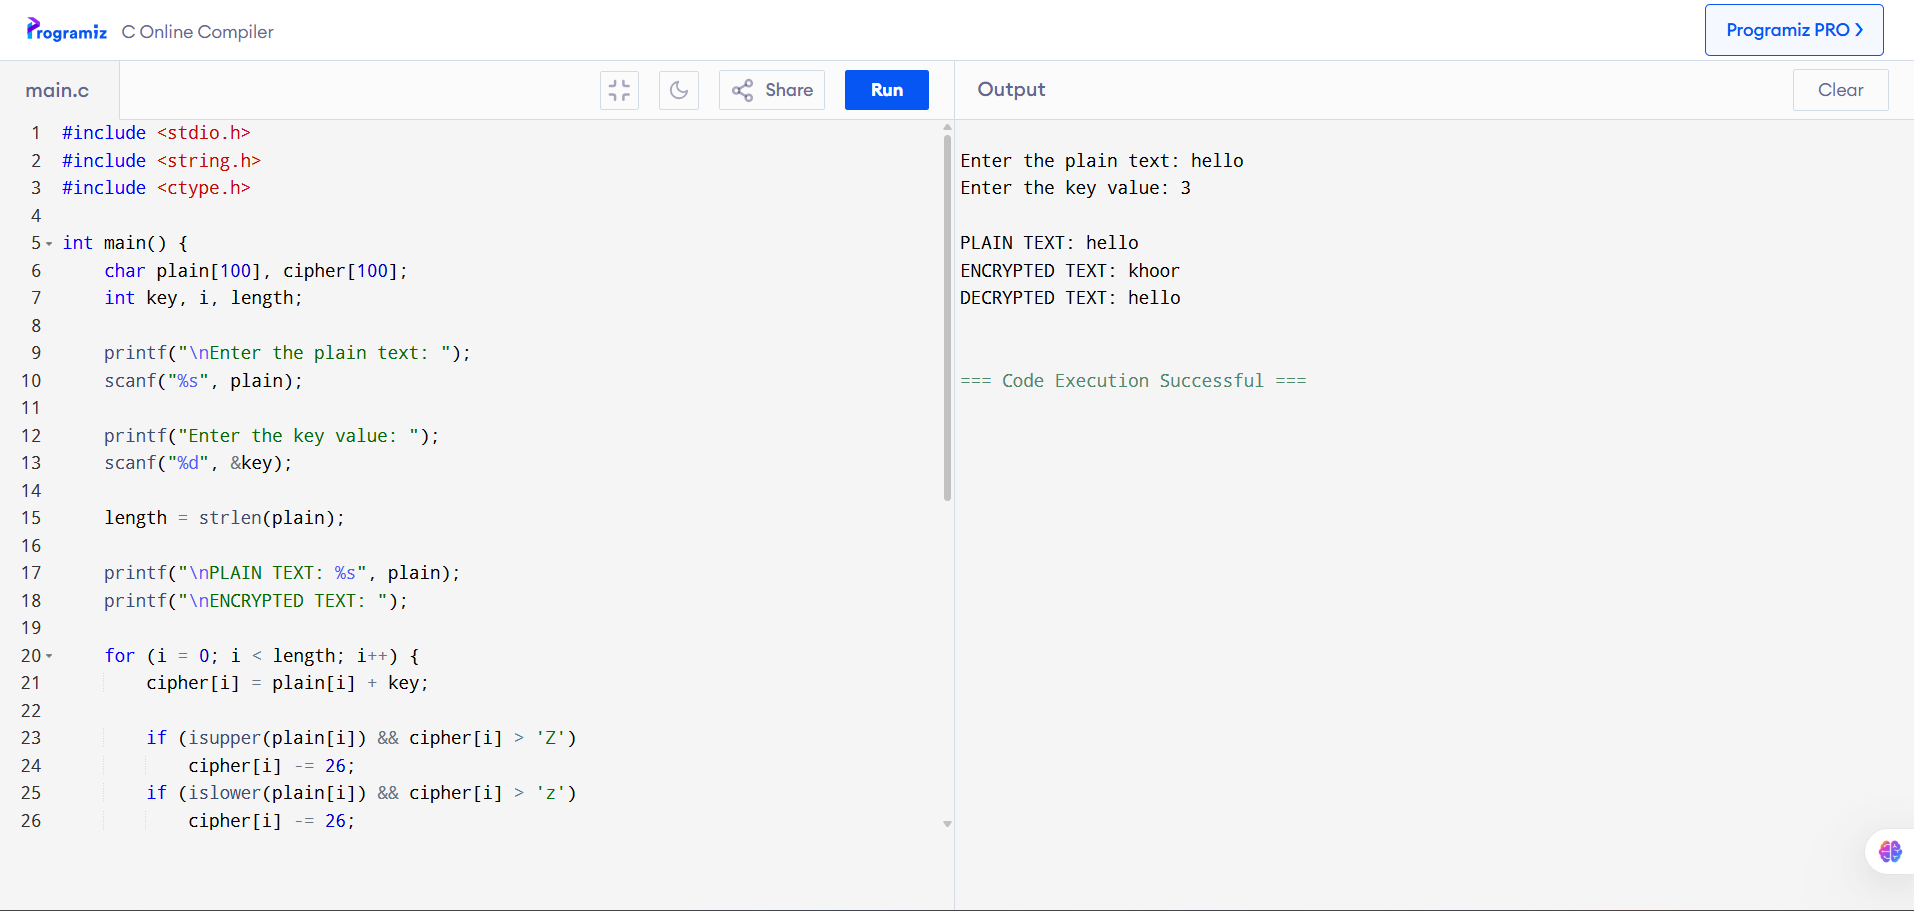 Programiz C Online Compiler
Programiz PRO
main.c
Share
Run
1 #include <stdio.h>
2 #include <string.h>
3 #include <ctype.h>
4
5 int main() {
6     char plain[100], cipher[100];
7     int key, i, length;
8
9     printf("\nEnter the plain text: ");
10     scanf("%s", plain);
11
12     printf("Enter the key value: ");
13     scanf("%d", &key);
14
15     length = strlen(plain);
16
17     printf("\nPLAIN TEXT: %s", plain);
18     printf("\nENCRYPTED TEXT: ");
19
20     for (i = 0; i < length; i++) {
21         cipher[i] = plain[i] + key;
22
23         if (isupper(plain[i]) && cipher[i] > 'Z')
24             cipher[i] -= 26;
25         if (islower(plain[i]) && cipher[i] > 'z')
26             cipher[i] -= 26;
Output
Clear
Enter the plain text: hello
Enter the key value: 3
PLAIN TEXT: hello
ENCRYPTED TEXT: khoor
DECRYPTED TEXT: hello
=== Code Execution Successful ===